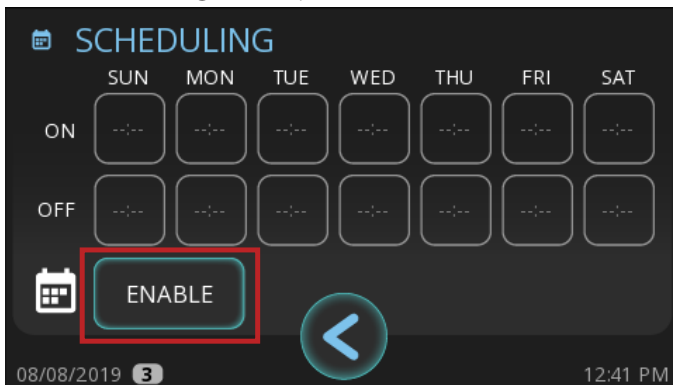 SCHEDULING
SUN MON TUE WED THU FRI SAT
ON --:-- --:-- --:-- --:-- --:-- --:-- --:--
OFF --:-- --:-- --:-- --:-- --:-- --:-- --:--
ENABLE
08/08/2019 3 12:41 PM